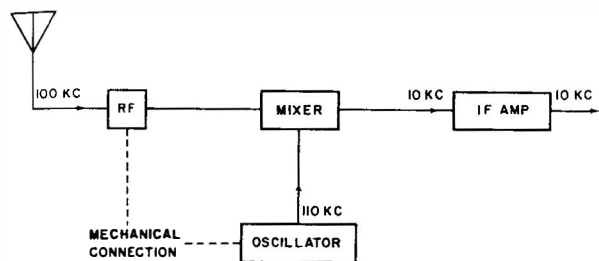 100 KC
RF
MIXER
10 KC
IF AMP
10 KC
110 KC
MECHANICAL
CONNECTION
OSCILLATOR